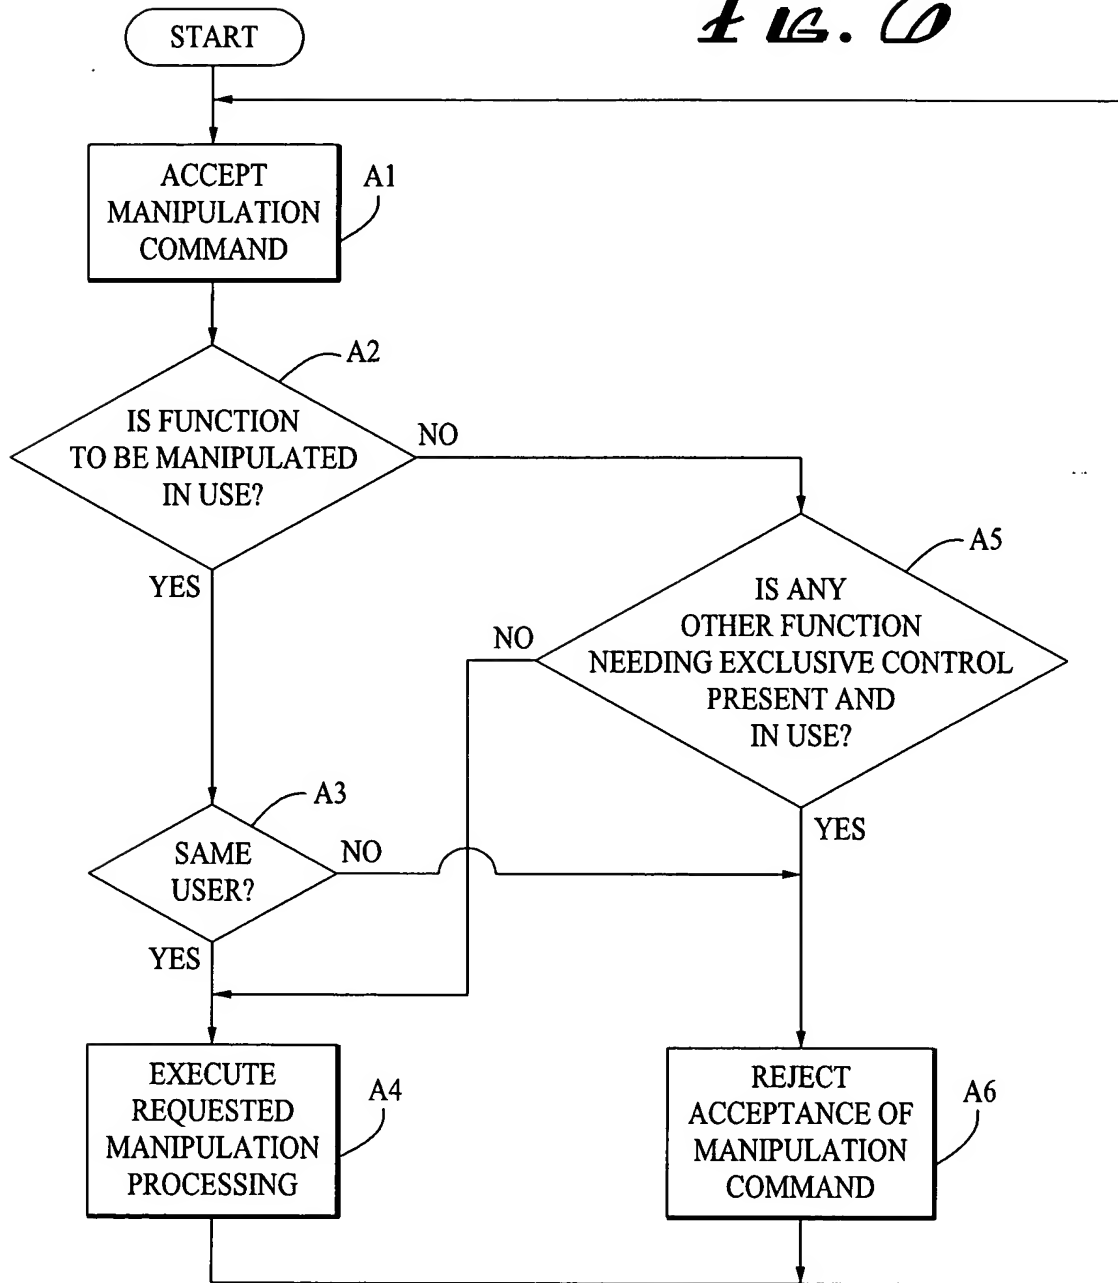 FIG. 6
START
ACCEPT
MANIPULATION
COMMAND
A1
A2
IS FUNCTION
TO BE MANIPULATED
IN USE?
NO
YES
A5
IS ANY
OTHER FUNCTION
NEEDING EXCLUSIVE CONTROL
PRESENT AND
IN USE?
NO
YES
A3
SAME
USER?
NO
YES
EXECUTE
REQUESTED
MANIPULATION
PROCESSING
A4
REJECT
ACCEPTANCE OF
MANIPULATION
COMMAND
A6